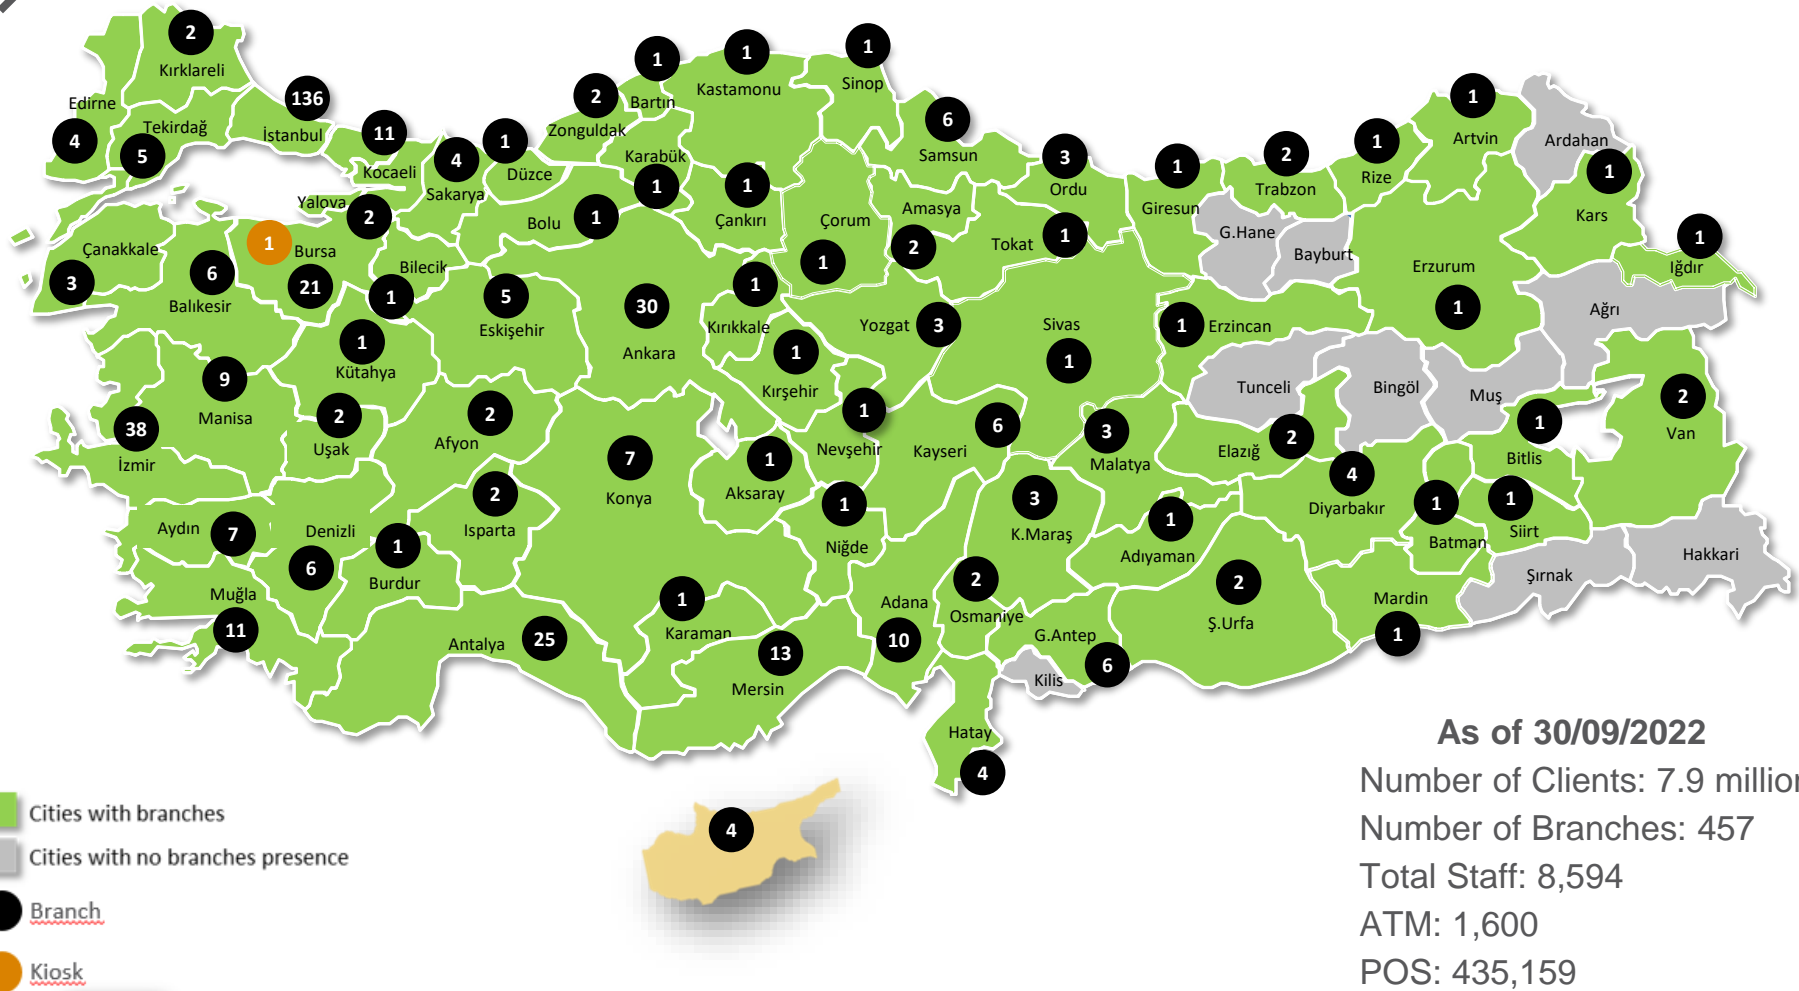 2
Kırklareli
Edirne
4
Tekirdağ
5
136
İstanbul
11
Kocaeli
4
Sakarya
1
Düzce
2
Zonguldak
1
Bartın
1
Kastamonu
1
Sinop
Karabük
1
1
Çankırı
6
Samsun
3
Ordu
1
Giresun
2
Trabzon
1
Rize
1
Artvin
Ardahan
1
Kars
1
Iğdır
Yalova
2
Bolu
1
Çorum
1
Amasya
2
Tokat
1
G.Hane
Bayburt
Erzurum
1
Ağrı
Çanakkale
3
6
Balıkesir
1
Bursa
21
Bilecik
1
5
Eskişehir
30
Ankara
1
Kırıkkale
Yozgat
3
Sivas
1
1
Erzincan
1
Kütahya
1
Kırşehir
Tunceli
Bingöl
Muş
2
Van
9
Manisa
2
Uşak
2
Afyon
1
Nevşehir
6
Kayseri
3
Malatya
2
Elazığ
1
Bitlis
38
İzmir
7
Konya
1
Aksaray
4
Diyarbakır
1
Batman
1
Siirt
Aydın
7
Denizli
6
2
Isparta
1
Burdur
1
Niğde
3
K.Maraş
1
Adıyaman
Şırnak
Hakkari
Muğla
11
Antalya
25
1
Karaman
13
Mersin
Adana
10
2
Osmaniye
G.Antep
6
2
Ş.Urfa
Mardin
1
Kilis
Hatay
4
4
Cities with branches
Cities with no branches presence
Branch
Kiosk
As of 30/09/2022
Number of Clients: 7.9 million
Number of Branches: 457
Total Staff: 8,594
ATM: 1,600
POS: 435,159